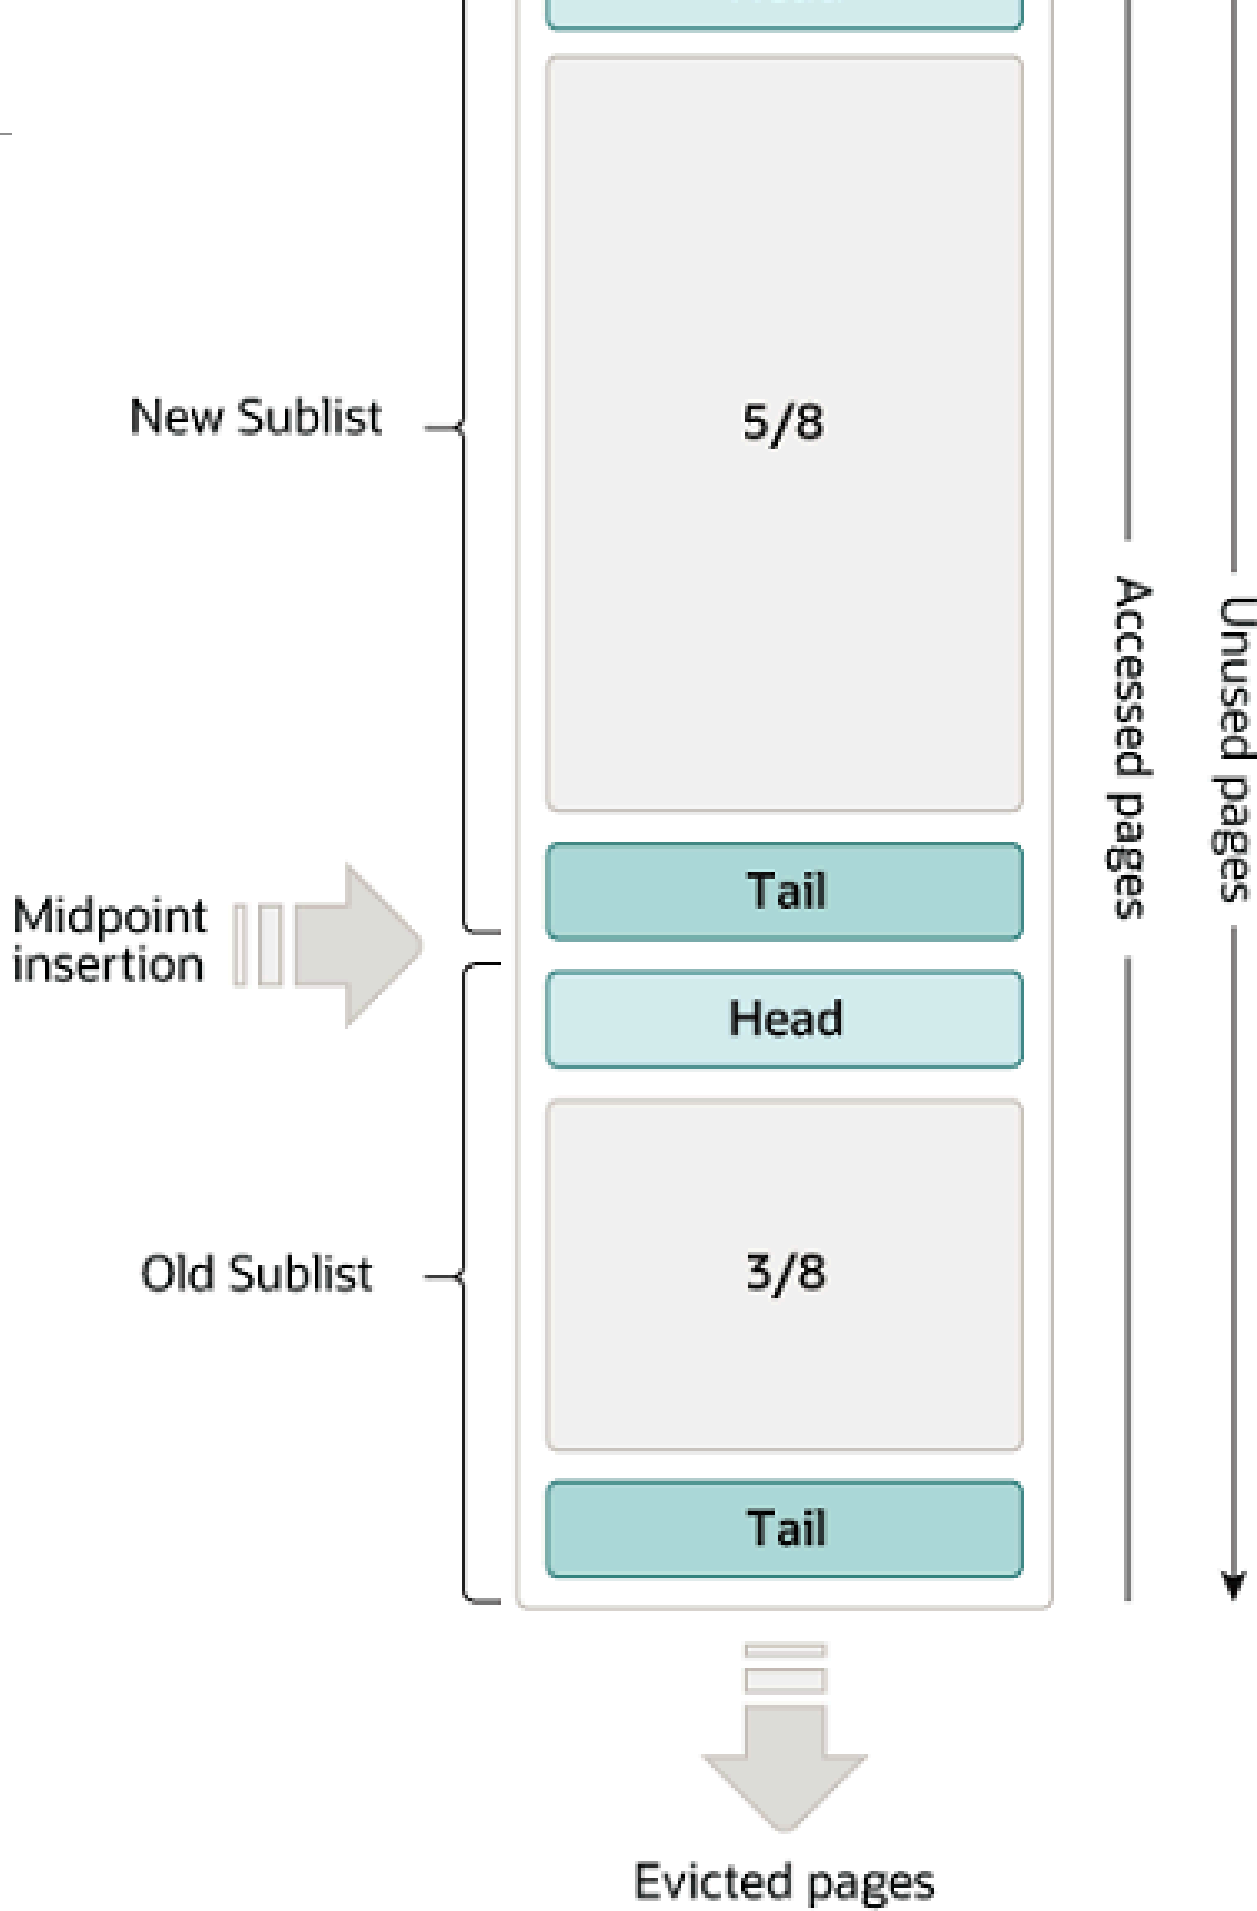 New Sublist
5/8
Accessed pages
Unused pages
Tail
Midpoint
insertion
Head
Old Sublist
3/8
Tail
Evicted pages